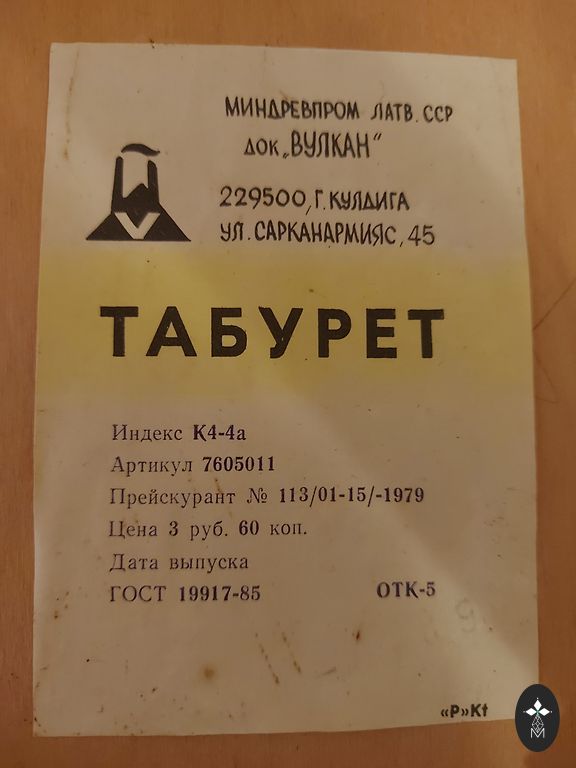 МИНДРЕВПРОМ ЛАТВ. ССР
ДОК „ВУЛКАН"
229500, Г. КУЛДИГА
УЛ. САРКАНАРМИЯС, 45
ТАБУРЕТ
Индекс К4-4а
Артикул 7605011
Прейскурант № 113/01-15/-1979
Цена 3 руб. 60 коп.
Дата выпуска
ГОСТ 19917-85 ОТК-5
«Р»Kt
M